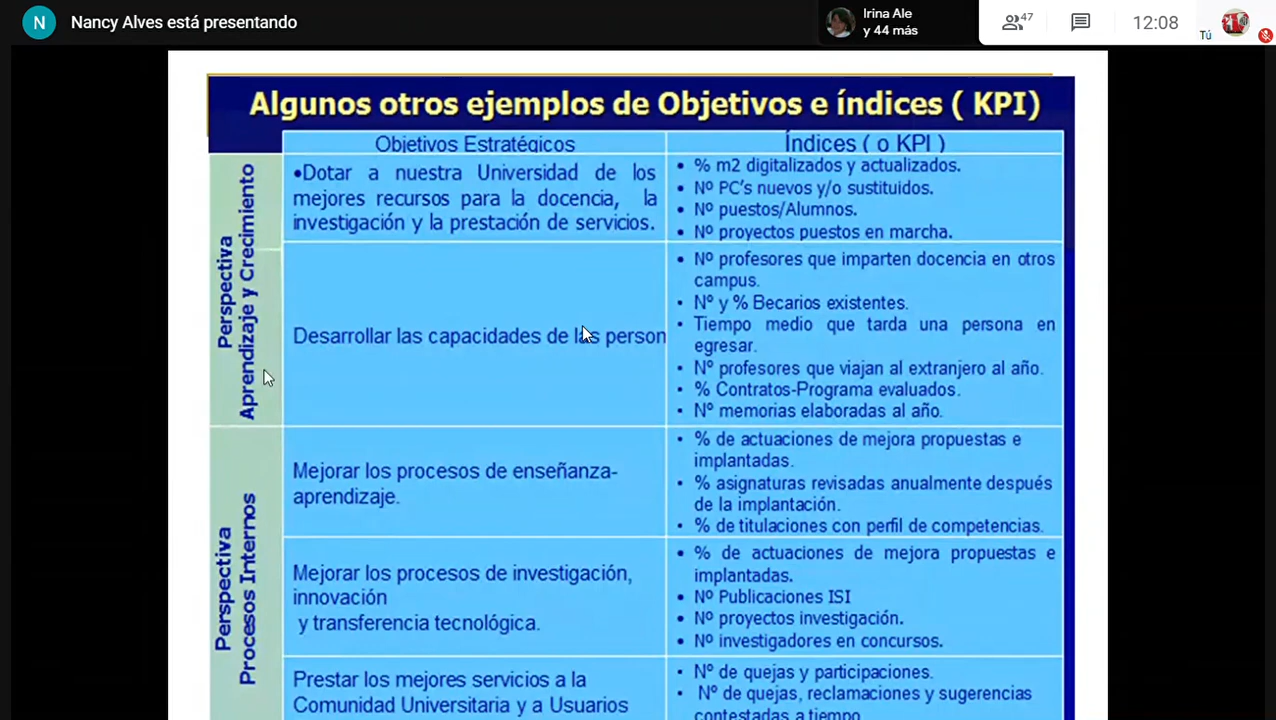 N Nancy Alves está presentando
Irina Ale
y 44 más
47
12:08
Tú
Algunos otros ejemplos de Objetivos e índices ( KPI)
Objetivos Estratégicos
Índices ( o KPI )
Perspectiva
Aprendizaje y Crecimiento
•Dotar a nuestra Universidad de los
mejores recursos para la docencia, la
investigación y la prestación de servicios.
• % m2 digitalizados y actualizados.
• Nº PC's nuevos y/o sustituidos.
• Nº puestos/Alumnos.
• Nº proyectos puestos en marcha.
Desarrollar las capacidades de las person
• Nº profesores que imparten docencia en otros
campus.
• Nº y % Becarios existentes.
• Tiempo medio que tarda una persona en
egresar.
• Nº profesores que viajan al extranjero al año.
• % Contratos-Programa evaluados.
• Nº memorias elaboradas al año.
Perspectiva
Procesos Internos
Mejorar los procesos de enseñanza-
aprendizaje.
• % de actuaciones de mejora propuestas e
implantadas.
• % asignaturas revisadas anualmente después
de la implantación.
• % de titulaciones con perfil de competencias.
Mejorar los procesos de investigación,
innovación
y transferencia tecnológica.
• % de actuaciones de mejora propuestas e
implantadas.
• Nº Publicaciones ISI
• Nº proyectos investigación.
• Nº investigadores en concursos.
Prestar los mejores servicios a la
Comunidad Universitaria y a Usuarios
• Nº de quejas y participaciones.
• Nº de quejas, reclamaciones y sugerencias
contestadas a tiempo